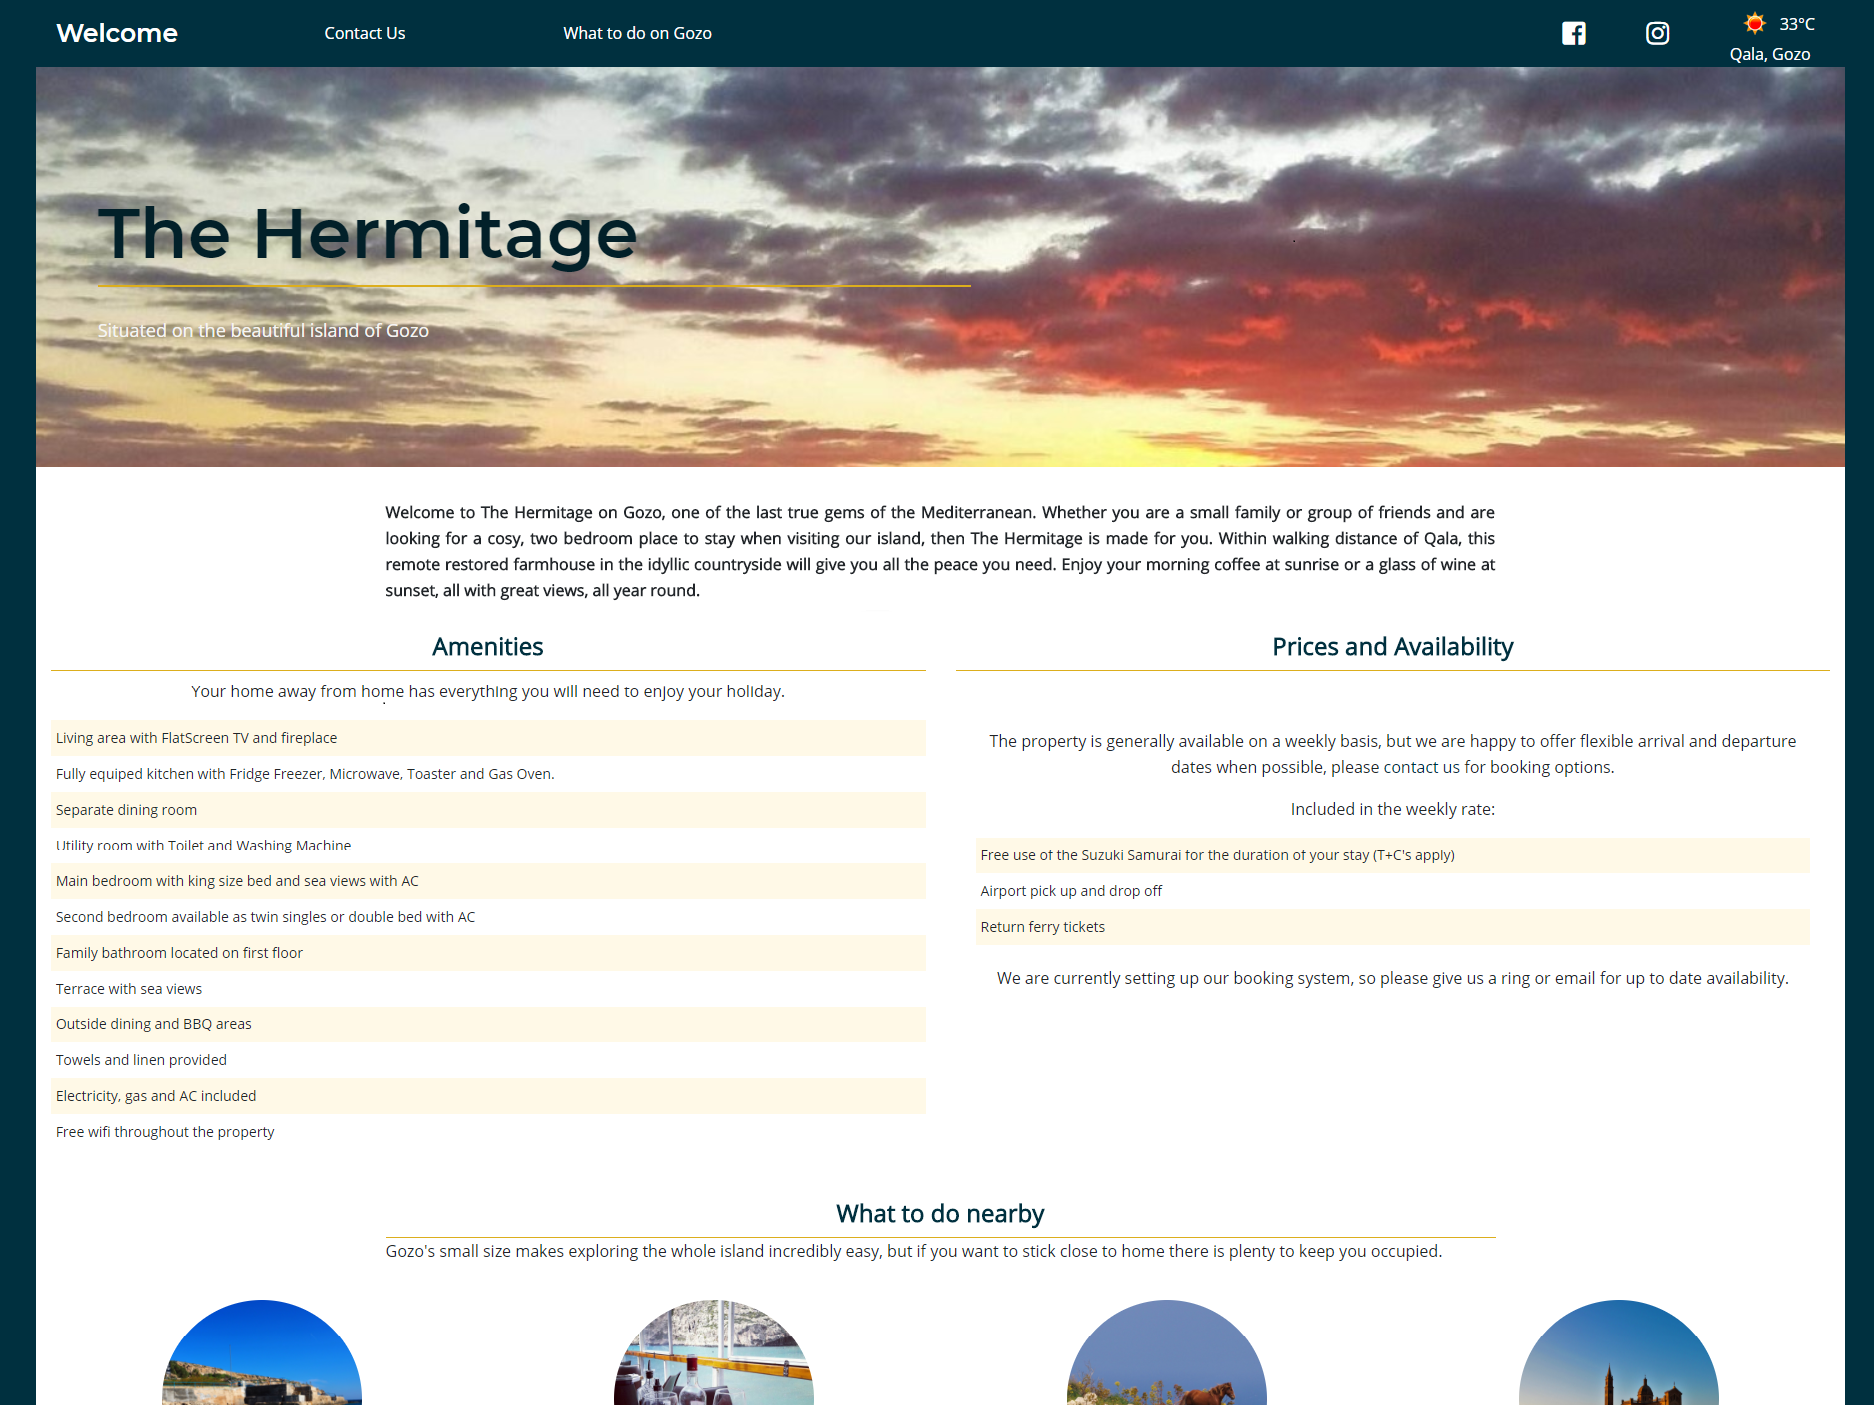 Welcome
Contact Us
What to do on Gozo
33°C
Qala, Gozo
The Hermitage
Situated on the beautiful island of Gozo
Welcome to The Hermitage on Gozo, one of the last true gems of the Mediterranean. Whether you are a small family or group of friends and are
looking for a cosy, two bedroom place to stay when visiting our island, then The Hermitage is made for you. Within walking distance of Qala, this
remote restored farmhouse in the idyllic countryside will give you all the peace you need. Enjoy your morning coffee at sunrise or a glass of wine at
sunset, all with great views, all year round.
Amenities
Your home away from home has everything you will need to enjoy your holiday.
Living area with FlatScreen TV and fireplace
Fully equiped kitchen with Fridge Freezer, Microwave, Toaster and Gas Oven.
Separate dining room
Utility room with Toilet and Washing Machine
Main bedroom with king size bed and sea views with AC
Second bedroom available as twin singles or double bed with AC
Family bathroom located on first floor
Terrace with sea views
Outside dining and BBQ areas
Towels and linen provided
Electricity, gas and AC included
Free wifi throughout the property
Prices and Availability
The property is generally available on a weekly basis, but we are happy to offer flexible arrival and departure
dates when possible, please contact us for booking options.
Included in the weekly rate:
Free use of the Suzuki Samurai for the duration of your stay (T+C's apply)
Airport pick up and drop off
Return ferry tickets
We are currently setting up our booking system, so please give us a ring or email for up to date availability.
What to do nearby
Gozo's small size makes exploring the whole island incredibly easy, but if you want to stick close to home there is plenty to keep you occupied.